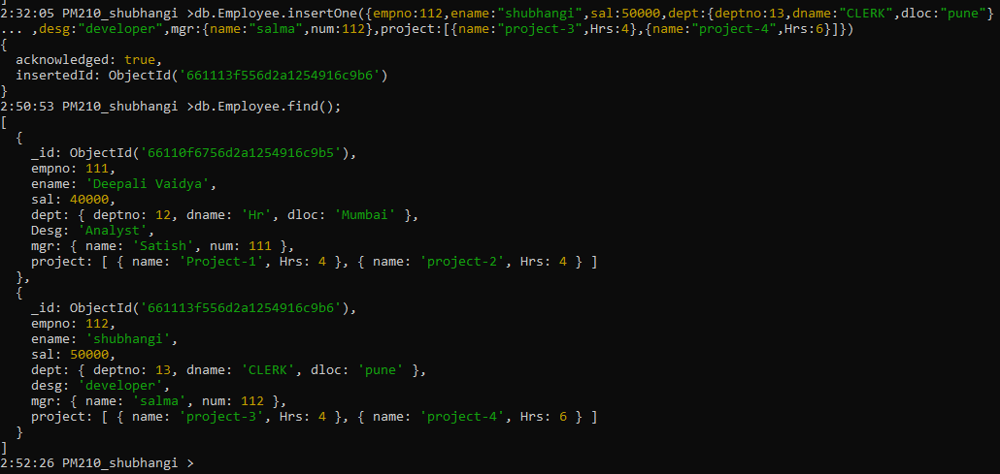 2:32:05 PM210_shubhangi >db.Employee.insertOne({empno:112,ename:"shubhangi",sal:50000,dept:{deptno:13,dname:"CLERK",dloc:"pune"}
... ,desg:"developer",mgr:{name:"salma",num:112},project:[{name:"project-3",Hrs:4},{name:"project-4",Hrs:6}]})
{
  acknowledged: true,
  insertedId: ObjectId('661113f556d2a1254916c9b6')
}
2:50:53 PM210_shubhangi >db.Employee.find();
[
  {
    _id: ObjectId('66110f6756d2a1254916c9b5'),
    empno: 111,
    ename: 'Deepali Vaidya',
    sal: 40000,
    dept: { deptno: 12, dname: 'Hr', dloc: 'Mumbai' },
    Desg: 'Analyst',
    mgr: { name: 'Satish', num: 111 },
    project: [ { name: 'Project-1', Hrs: 4 }, { name: 'project-2', Hrs: 4 } ]
  },
  {
    _id: ObjectId('661113f556d2a1254916c9b6'),
    empno: 112,
    ename: 'shubhangi',
    sal: 50000,
    dept: { deptno: 13, dname: 'CLERK', dloc: 'pune' },
    desg: 'developer',
    mgr: { name: 'salma', num: 112 },
    project: [ { name: 'project-3', Hrs: 4 }, { name: 'project-4', Hrs: 6 } ]
  }
]
2:52:26 PM210_shubhangi >